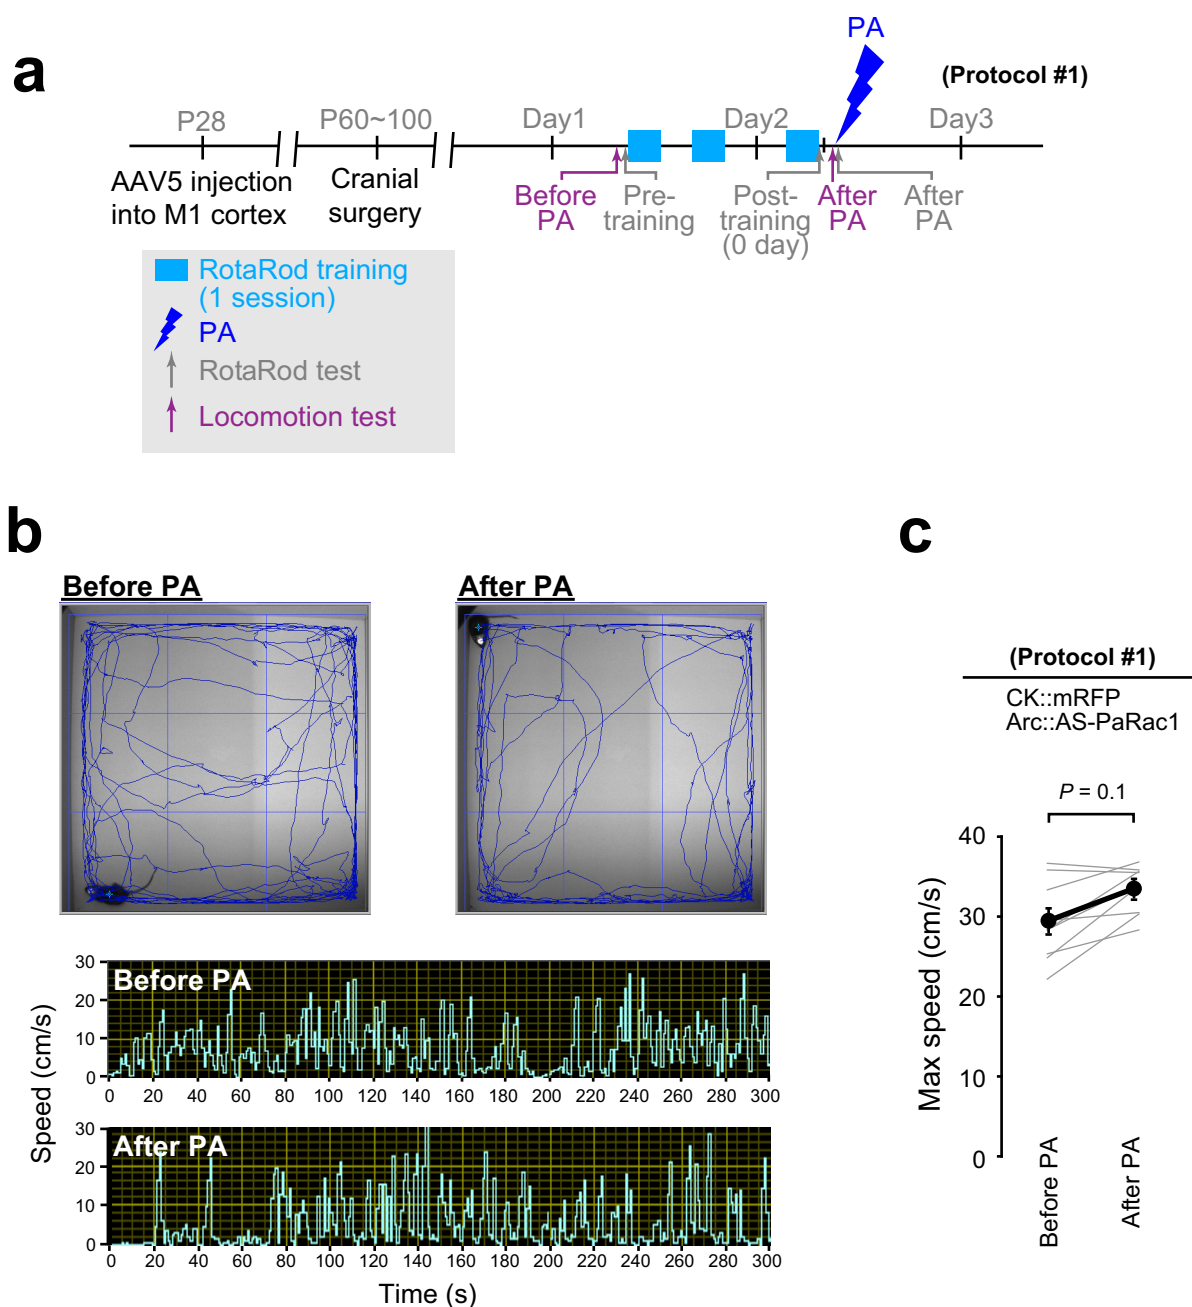 a
PA
(Protocol #1)
P28
P60~100
Day1
Day2
Day3
AAV5 injection
into M1 cortex
Cranial
surgery
Before
PA
Pre-
training
Post-
training
(0 day)
After
PA
After
PA
RotaRod training
(1 session)
PA
RotaRod test
Locomotion test
b
Before PA
After PA
Speed (cm/s)
Before PA
30
20
10
0
0 20 40 60 80 100 120 140 160 180 200 220 240 260 280 300
After PA
30
20
10
0
0 20 40 60 80 100 120 140 160 180 200 220 240 260 280 300
Time (s)
c
(Protocol #1)
CK::mRFP
Arc::AS-PaRac1
P = 0.1
Max speed (cm/s)
40
30
20
10
0
Before PA
After PA